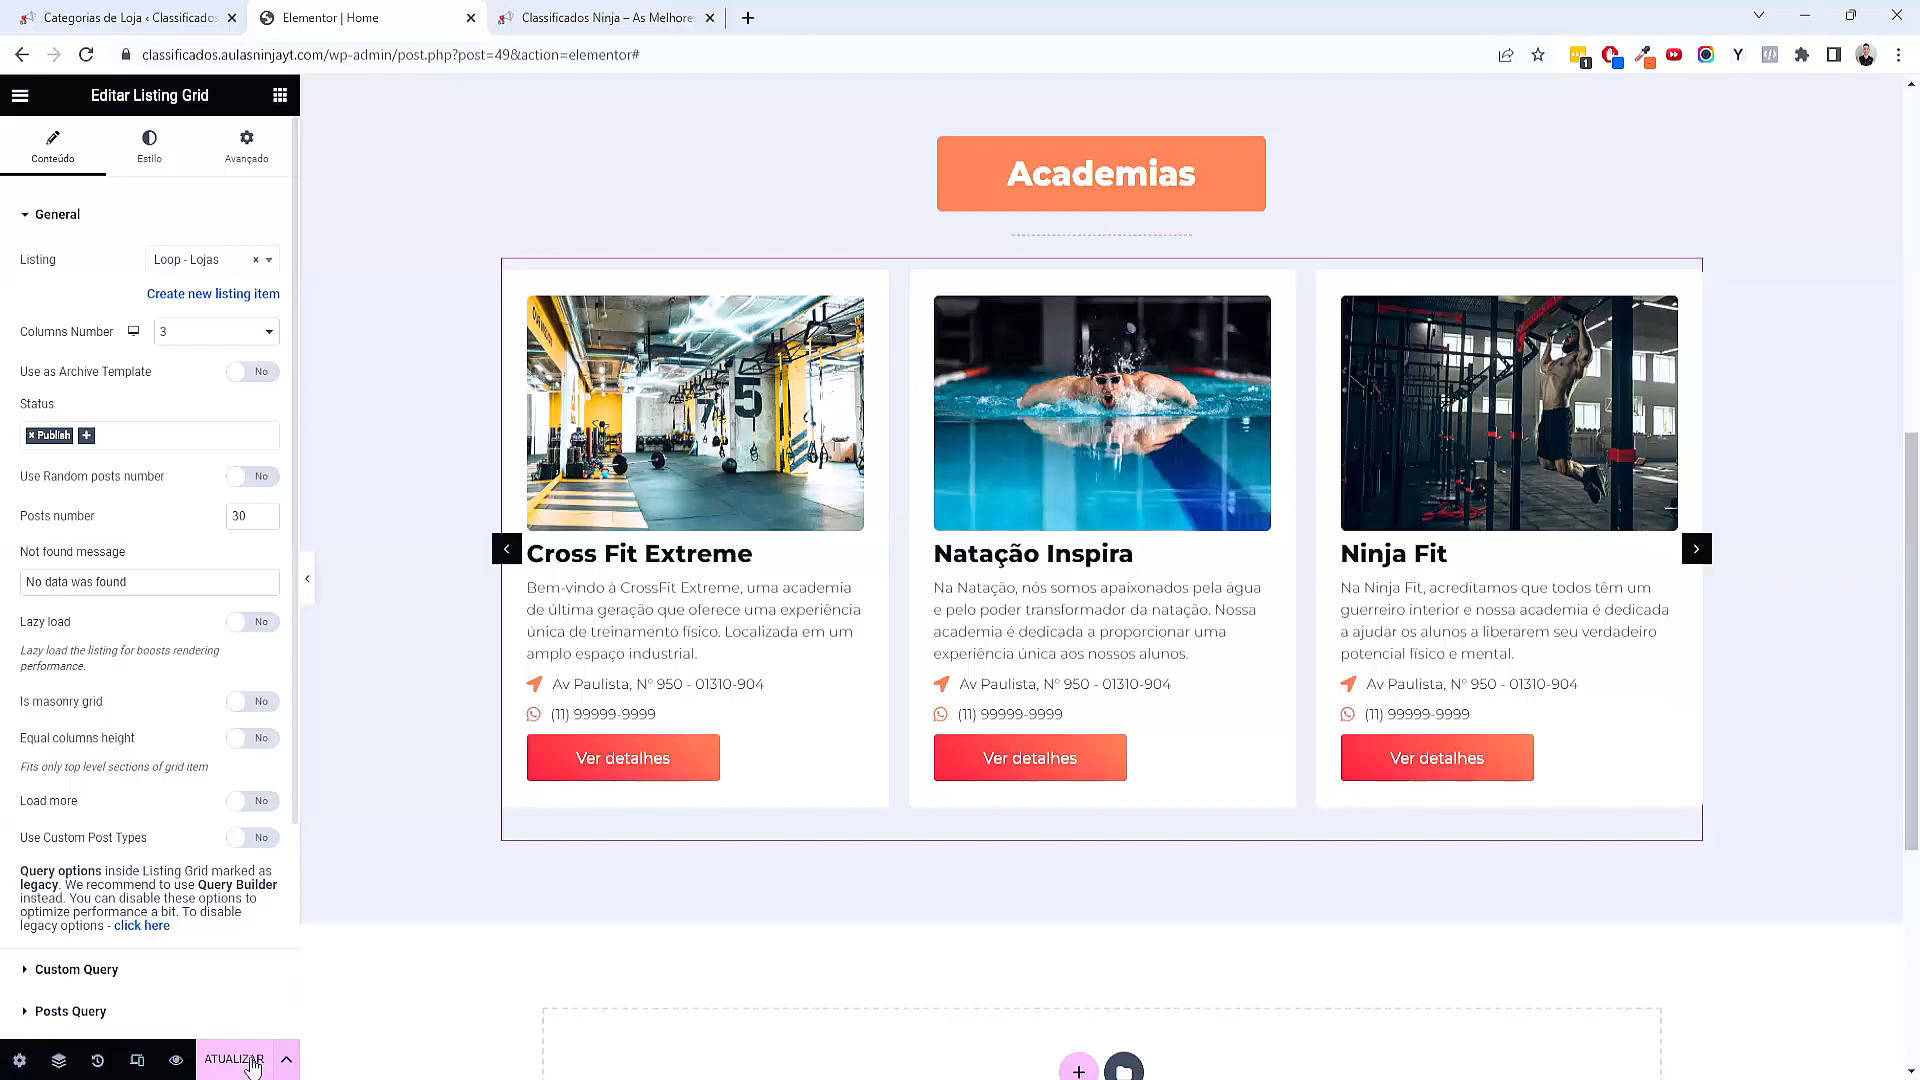 Categorias de Loja ‹ Classificados
Elementor | Home
Classificados Ninja – As Melhores
classificados.aulasninjayt.com/wp-admin/post.php?post=49&action=elementor#
1
Y
Editar Listing Grid
Conteúdo
Estilo
Avançado
General
Listing
Loop - Lojas
Create new listing item
Columns Number
3
Use as Archive Template
No
Status
× Publish
Use Random posts number
No
Posts number
30
Not found message
No data was found
Lazy load
No
Lazy load the listing for boosts rendering
performance.
Is masonry grid
No
Equal columns height
No
Fits only top level sections of grid item
Load more
No
Use Custom Post Types
No
Query options inside Listing Grid marked as
legacy. We recommend to use Query Builder
instead. You can disable these options to
optimize performance a bit. To disable
legacy options - click here
Custom Query
Posts Query
ATUALIZAR
Academias
5
Cross Fit Extreme
Bem-vindo à CrossFit Extreme, uma academia
de última geração que oferece uma experiência
única de treinamento físico. Localizada em um
amplo espaço industrial.
Av Paulista, N° 950 - 01310-904
(11) 99999-9999
Ver detalhes
Natação Inspira
Na Natação, nós somos apaixonados pela água
e pelo poder transformador da natação. Nossa
academia é dedicada a proporcionar uma
experiência única aos nossos alunos.
Av Paulista, N° 950 - 01310-904
(11) 99999-9999
Ver detalhes
Ninja Fit
Na Ninja Fit, acreditamos que todos têm um
guerreiro interior e nossa academia é dedicada
a ajudar os alunos a liberarem seu verdadeiro
potencial físico e mental.
Av Paulista, N° 950 - 01310-904
(11) 99999-9999
Ver detalhes